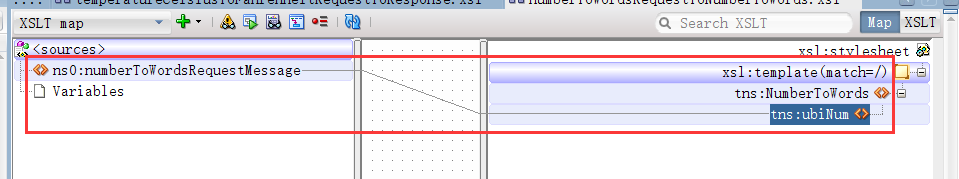 temperatureCelsiusToFahrenheitRequestToResponse.xsl
NumberToWordsRequestToNumberToWords.xsl
XSLT map
Search XSLT
Map
XSLT
<sources>
xsl:stylesheet
ns0:numberToWordsRequestMessage
xsl:template(match=/)
Variables
tns:NumberToWords
tns:ubiNum